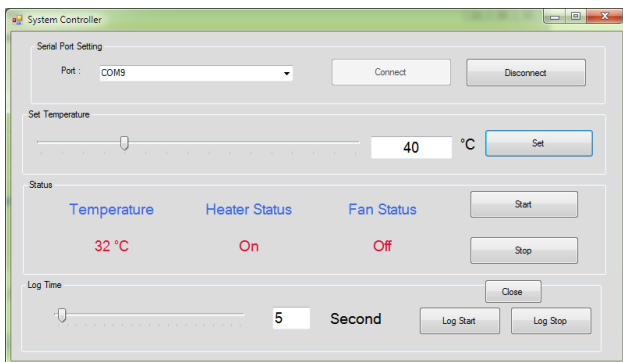 System Controller
Serial Port Setting
Port : COM9 Connect Disconnect
Set Temperature
40 °C Set
Status
Temperature Heater Status Fan Status Start
32 °C On Off Stop
Log Time
Close
5 Second Log Start Log Stop